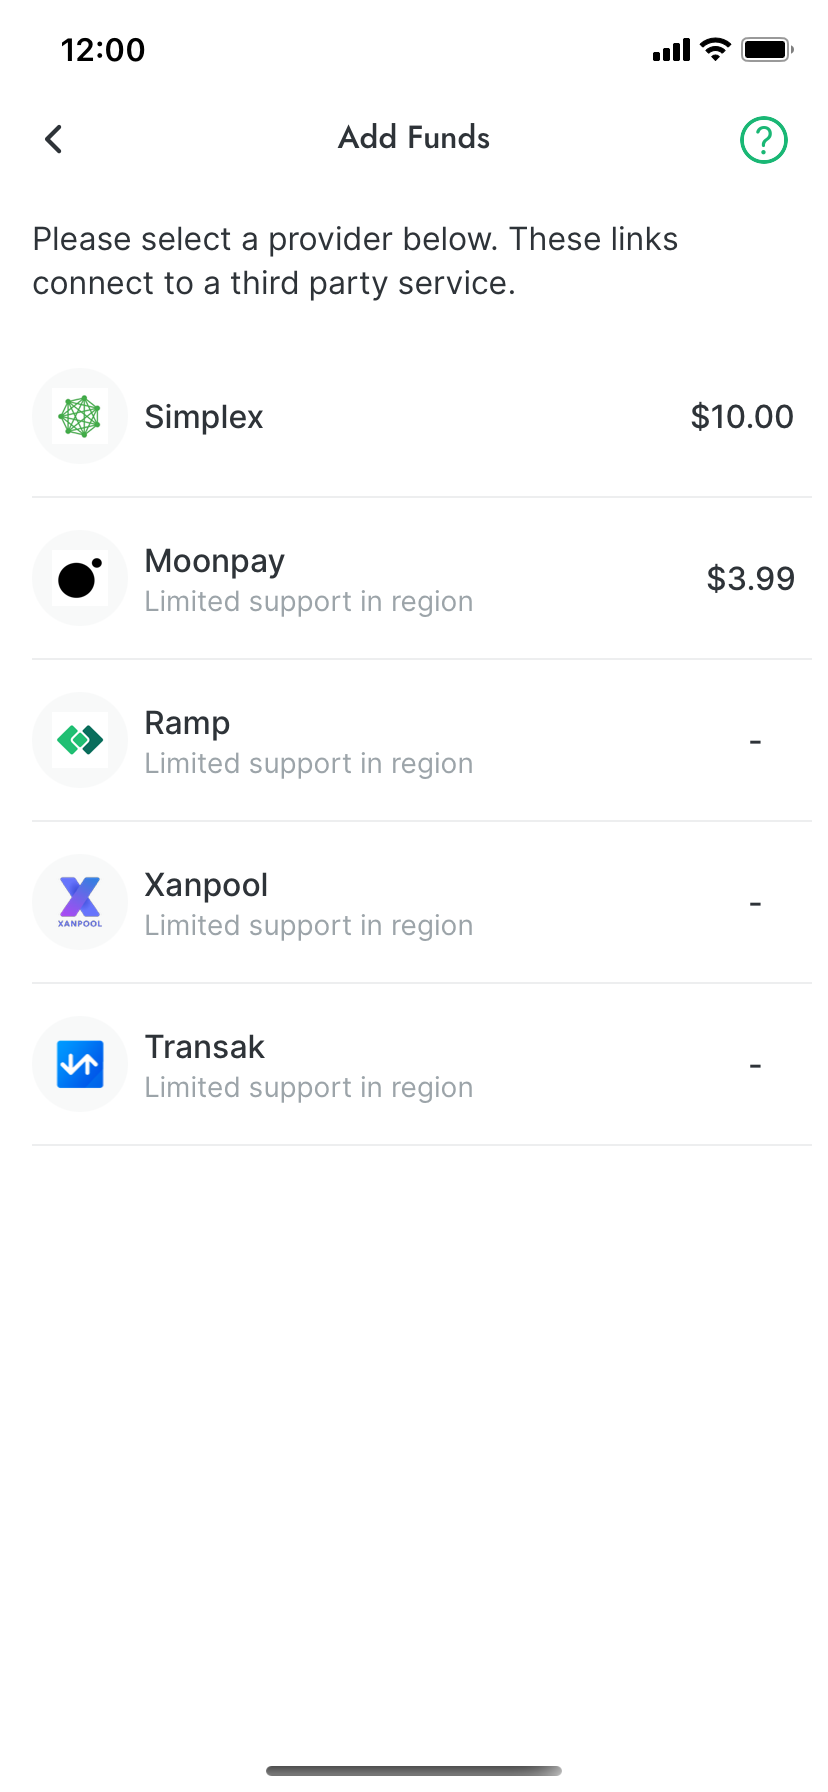 12:00
Add Funds
?
Please select a provider below. These links
connect to a third party service.
Simplex
$10.00
Moonpay
Limited support in region
$3.99
Ramp
Limited support in region
-
XANPOOL
Xanpool
Limited support in region
-
Transak
Limited support in region
-